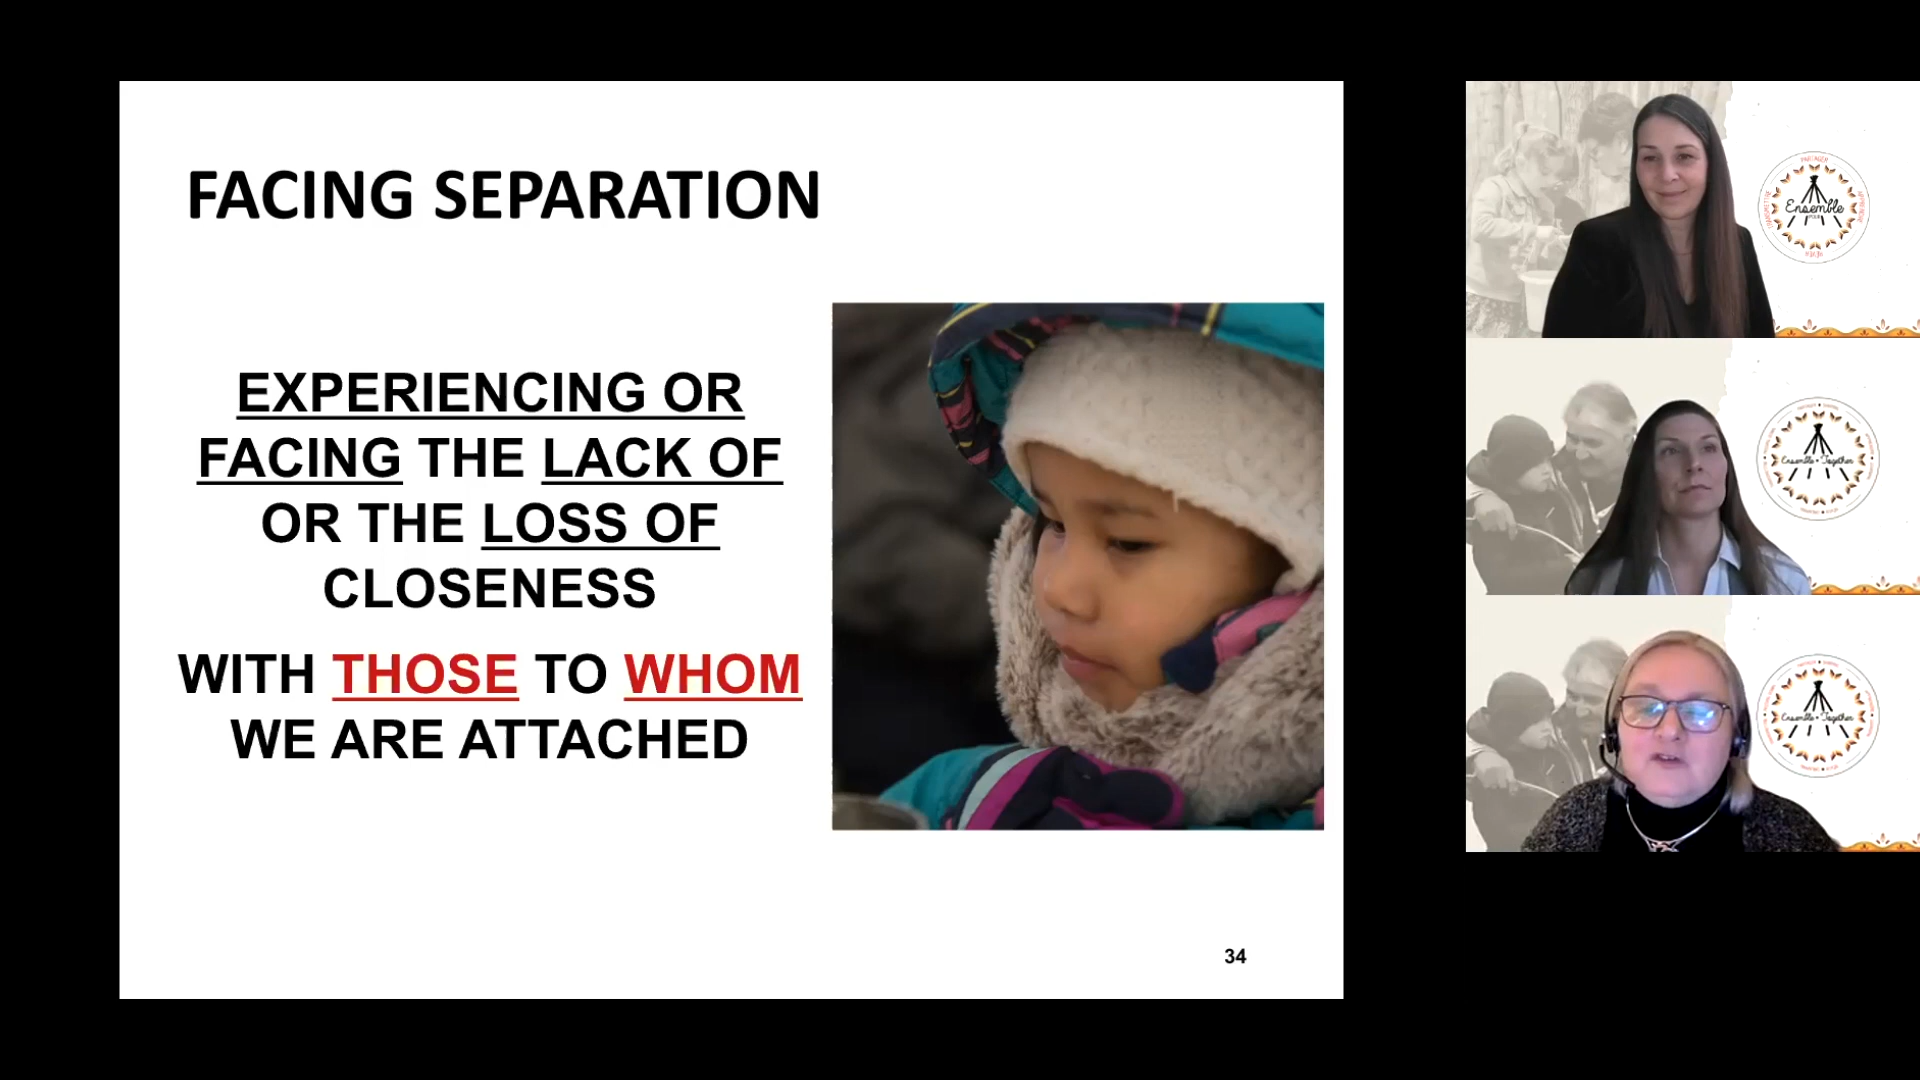 FACING SEPARATION
EXPERIENCING OR
FACING THE LACK OF
OR THE LOSS OF
CLOSENESS
WITH THOSE TO WHOM
WE ARE ATTACHED
34
Ensemble
Ensemble • Together
Ensemble • Together